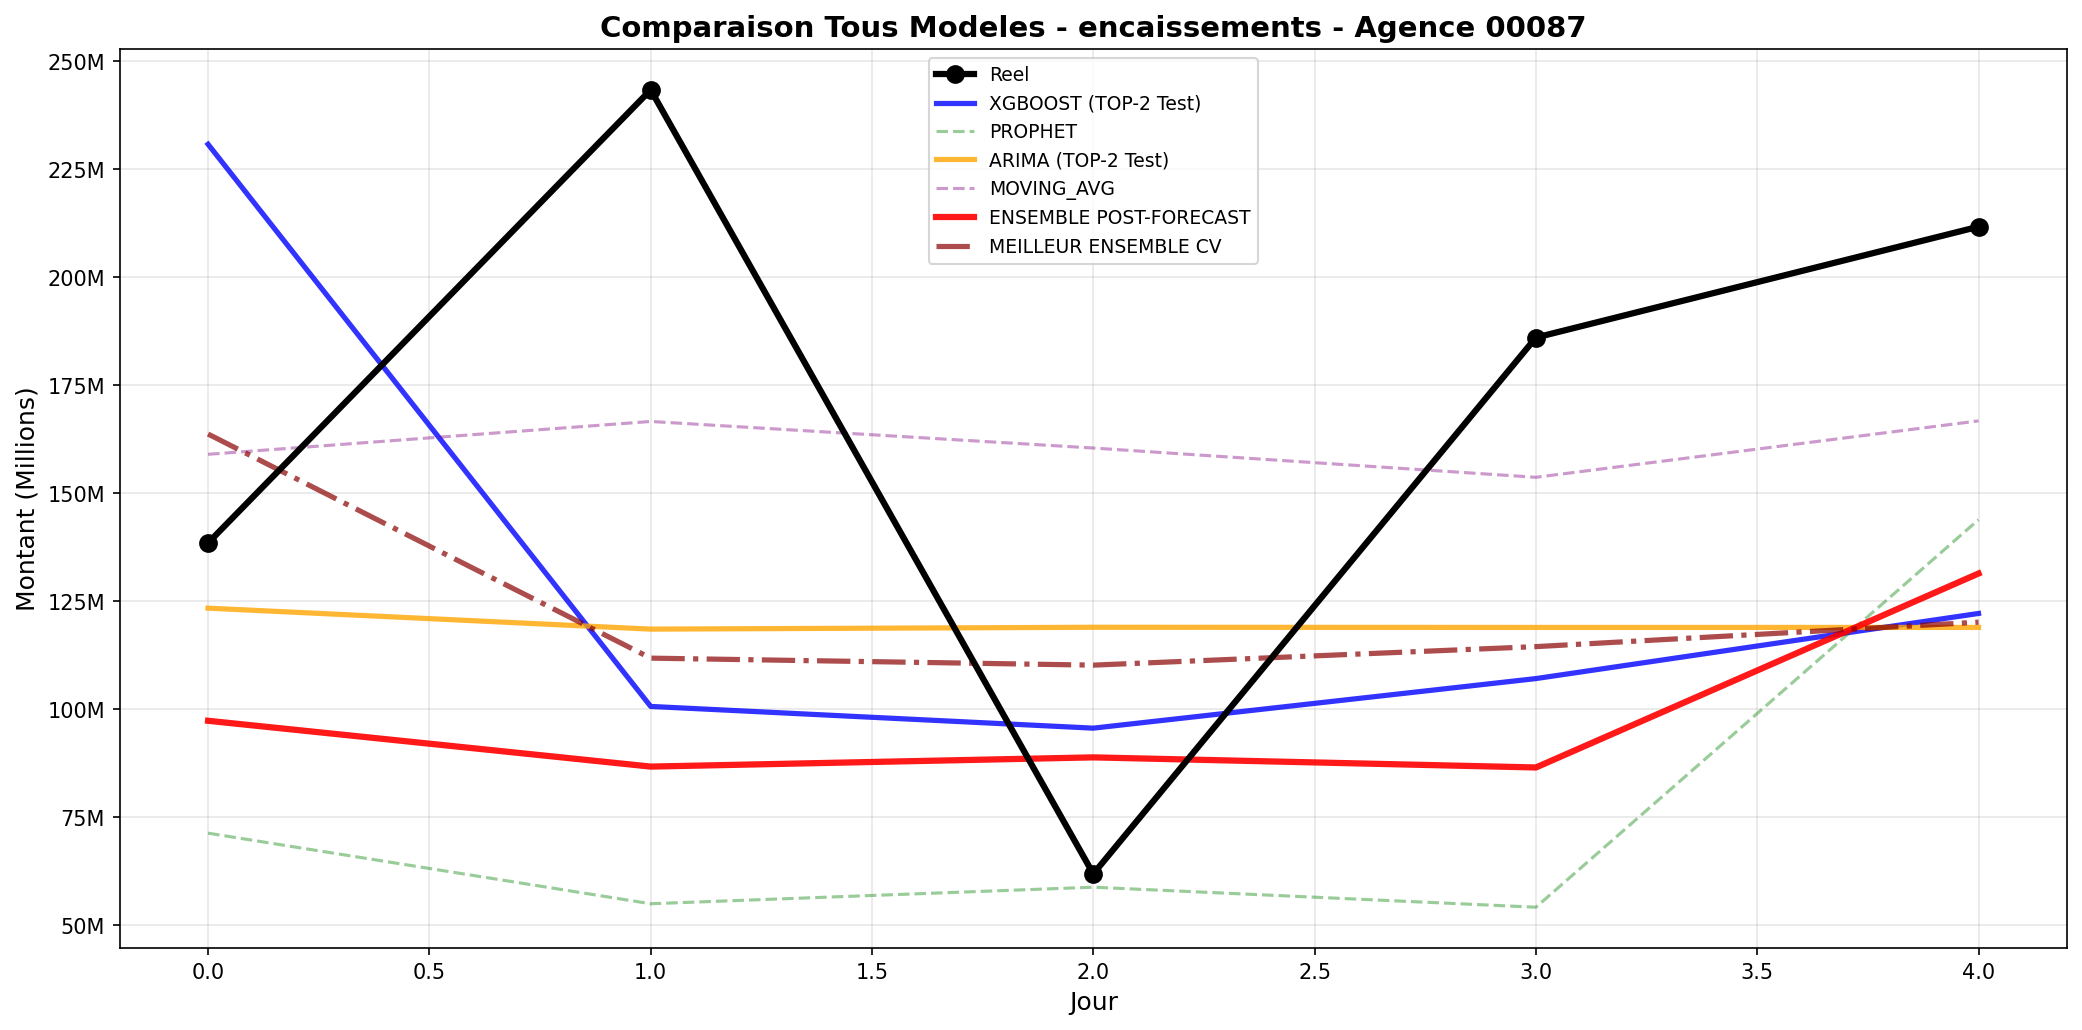 Comparaison Tous Modeles - encaissements - Agence 00087
Montant (Millions)
250M
225M
200M
175M
150M
125M
100M
75M
50M
Reel
XGBOOST (TOP-2 Test)
PROPHET
ARIMA (TOP-2 Test)
MOVING_AVG
ENSEMBLE POST-FORECAST
MEILLEUR ENSEMBLE CV
0.0 0.5 1.0 1.5 2.0 2.5 3.0 3.5 4.0
Jour